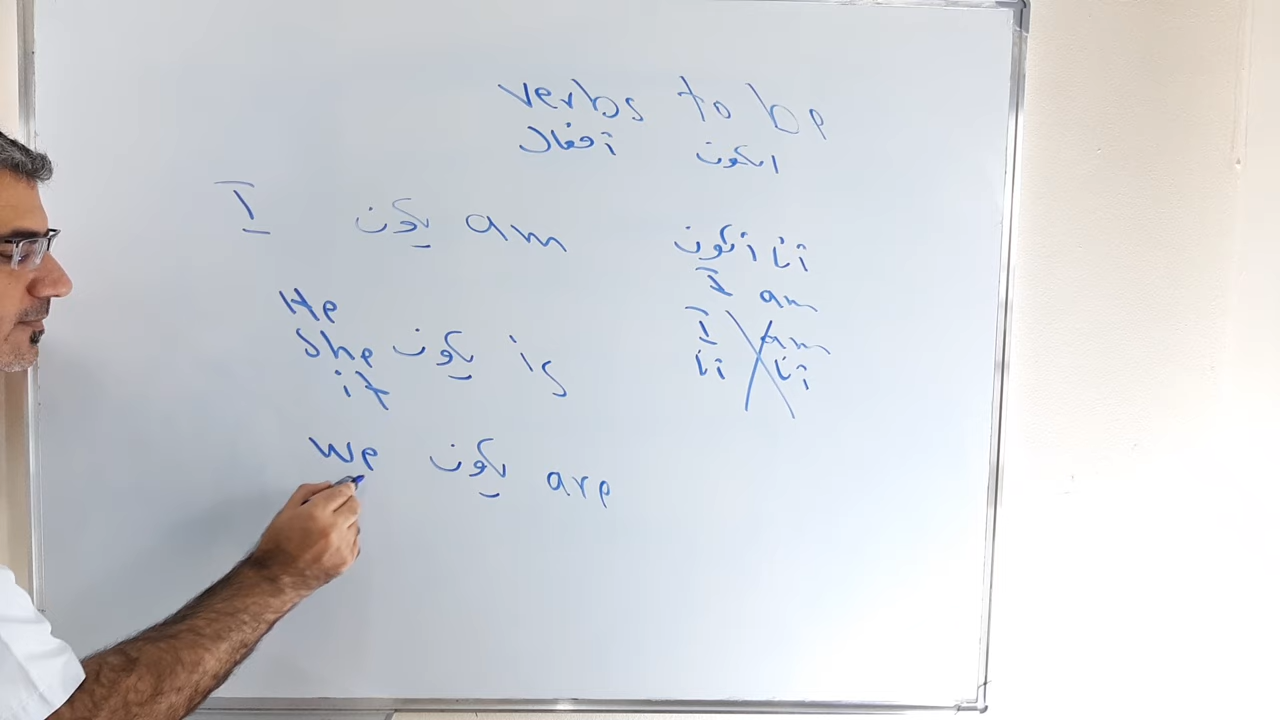 verbs to be
أفعال اكون
I يكون am
أنا أكون
I am
I am
أنا أنا
He
She يكون is
it
we يكون are